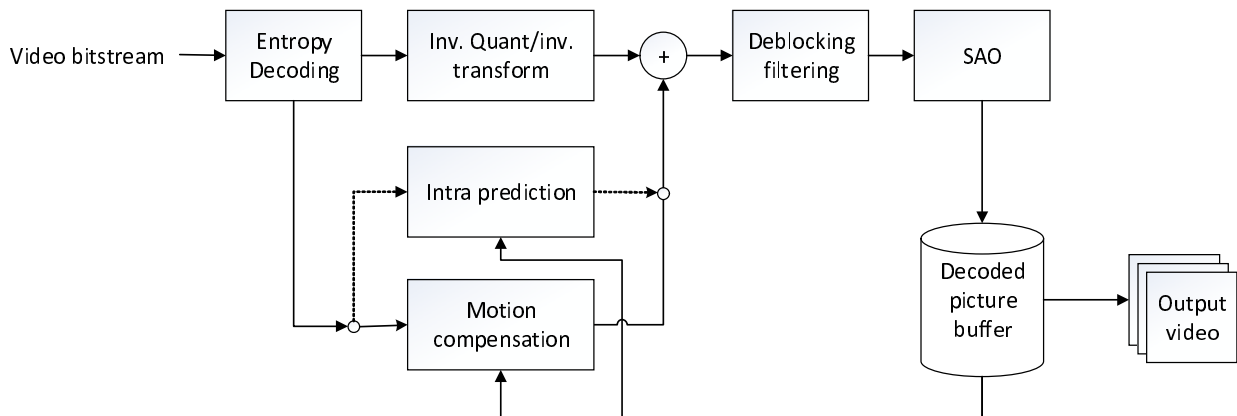 Video bitstream
Entropy
Decoding
Inv. Quant/inv.
transform
+
Deblocking
filtering
SAO
Intra prediction
Motion
compensation
Decoded
picture
buffer
Output
video